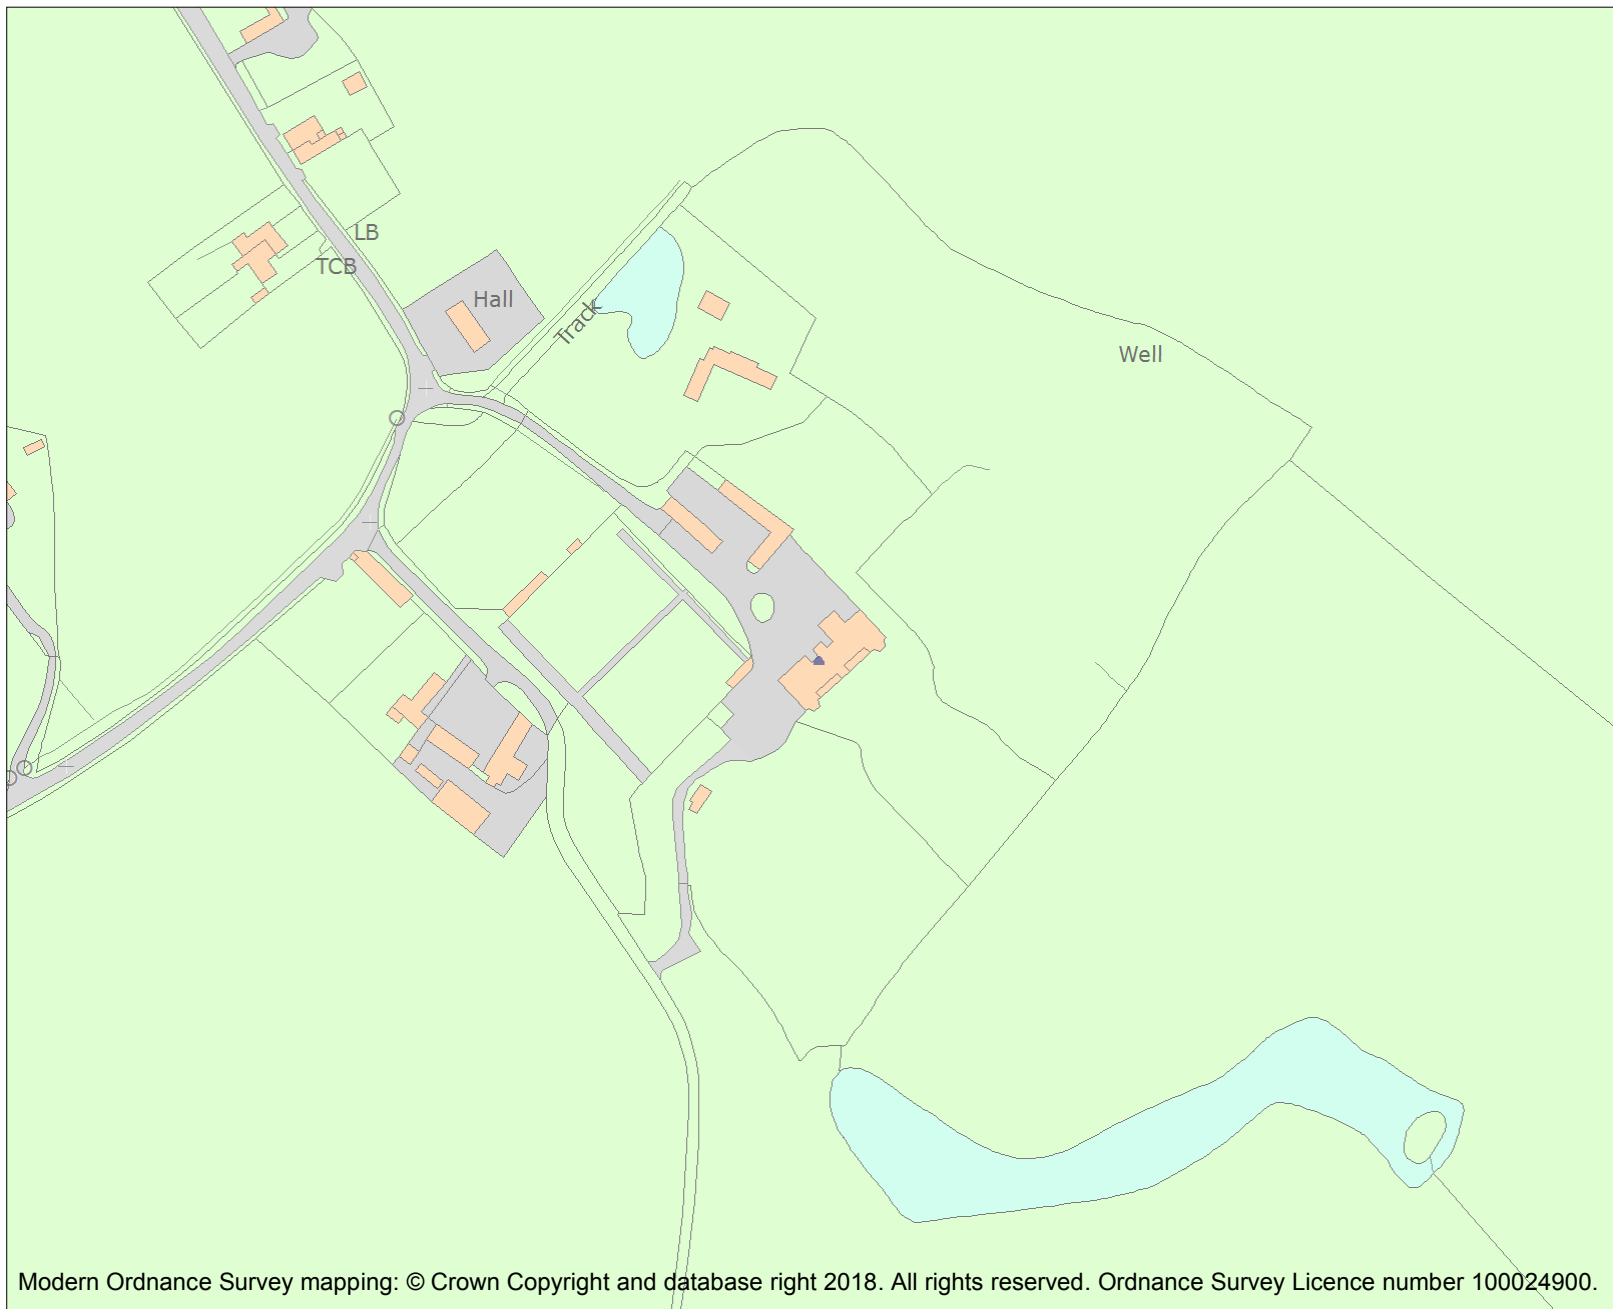 LB
TCB
Hall
Track
Well
Modern Ordnance Survey mapping: © Crown Copyright and database right 2018. All rights reserved. Ordnance Survey Licence number 100024900.